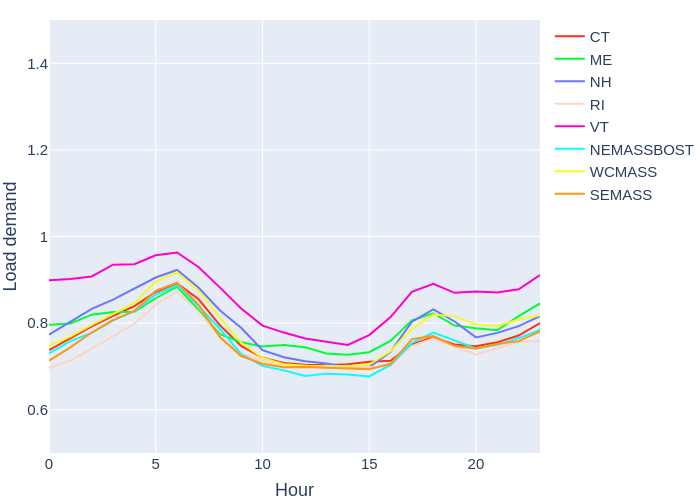 1.4
1.2
1
0.8
0.6
0
5
10
15
20
Hour
Load demand
CT
ME
NH
RI
VT
NEMASSBOST
WCMASS
SEMASS